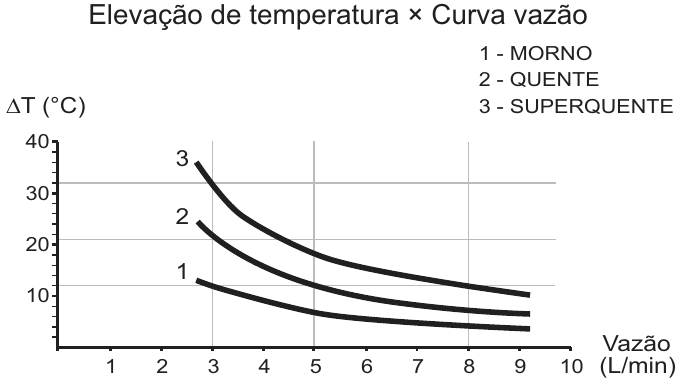 Elevação de temperatura × Curva vazão
1 - MORNO
2 - QUENTE
3 - SUPERQUENTE
ΔT (°C)
40
30
20
10
3
2
1
1 2 3 4 5 6 7 8 9 10
Vazão
(L/min)